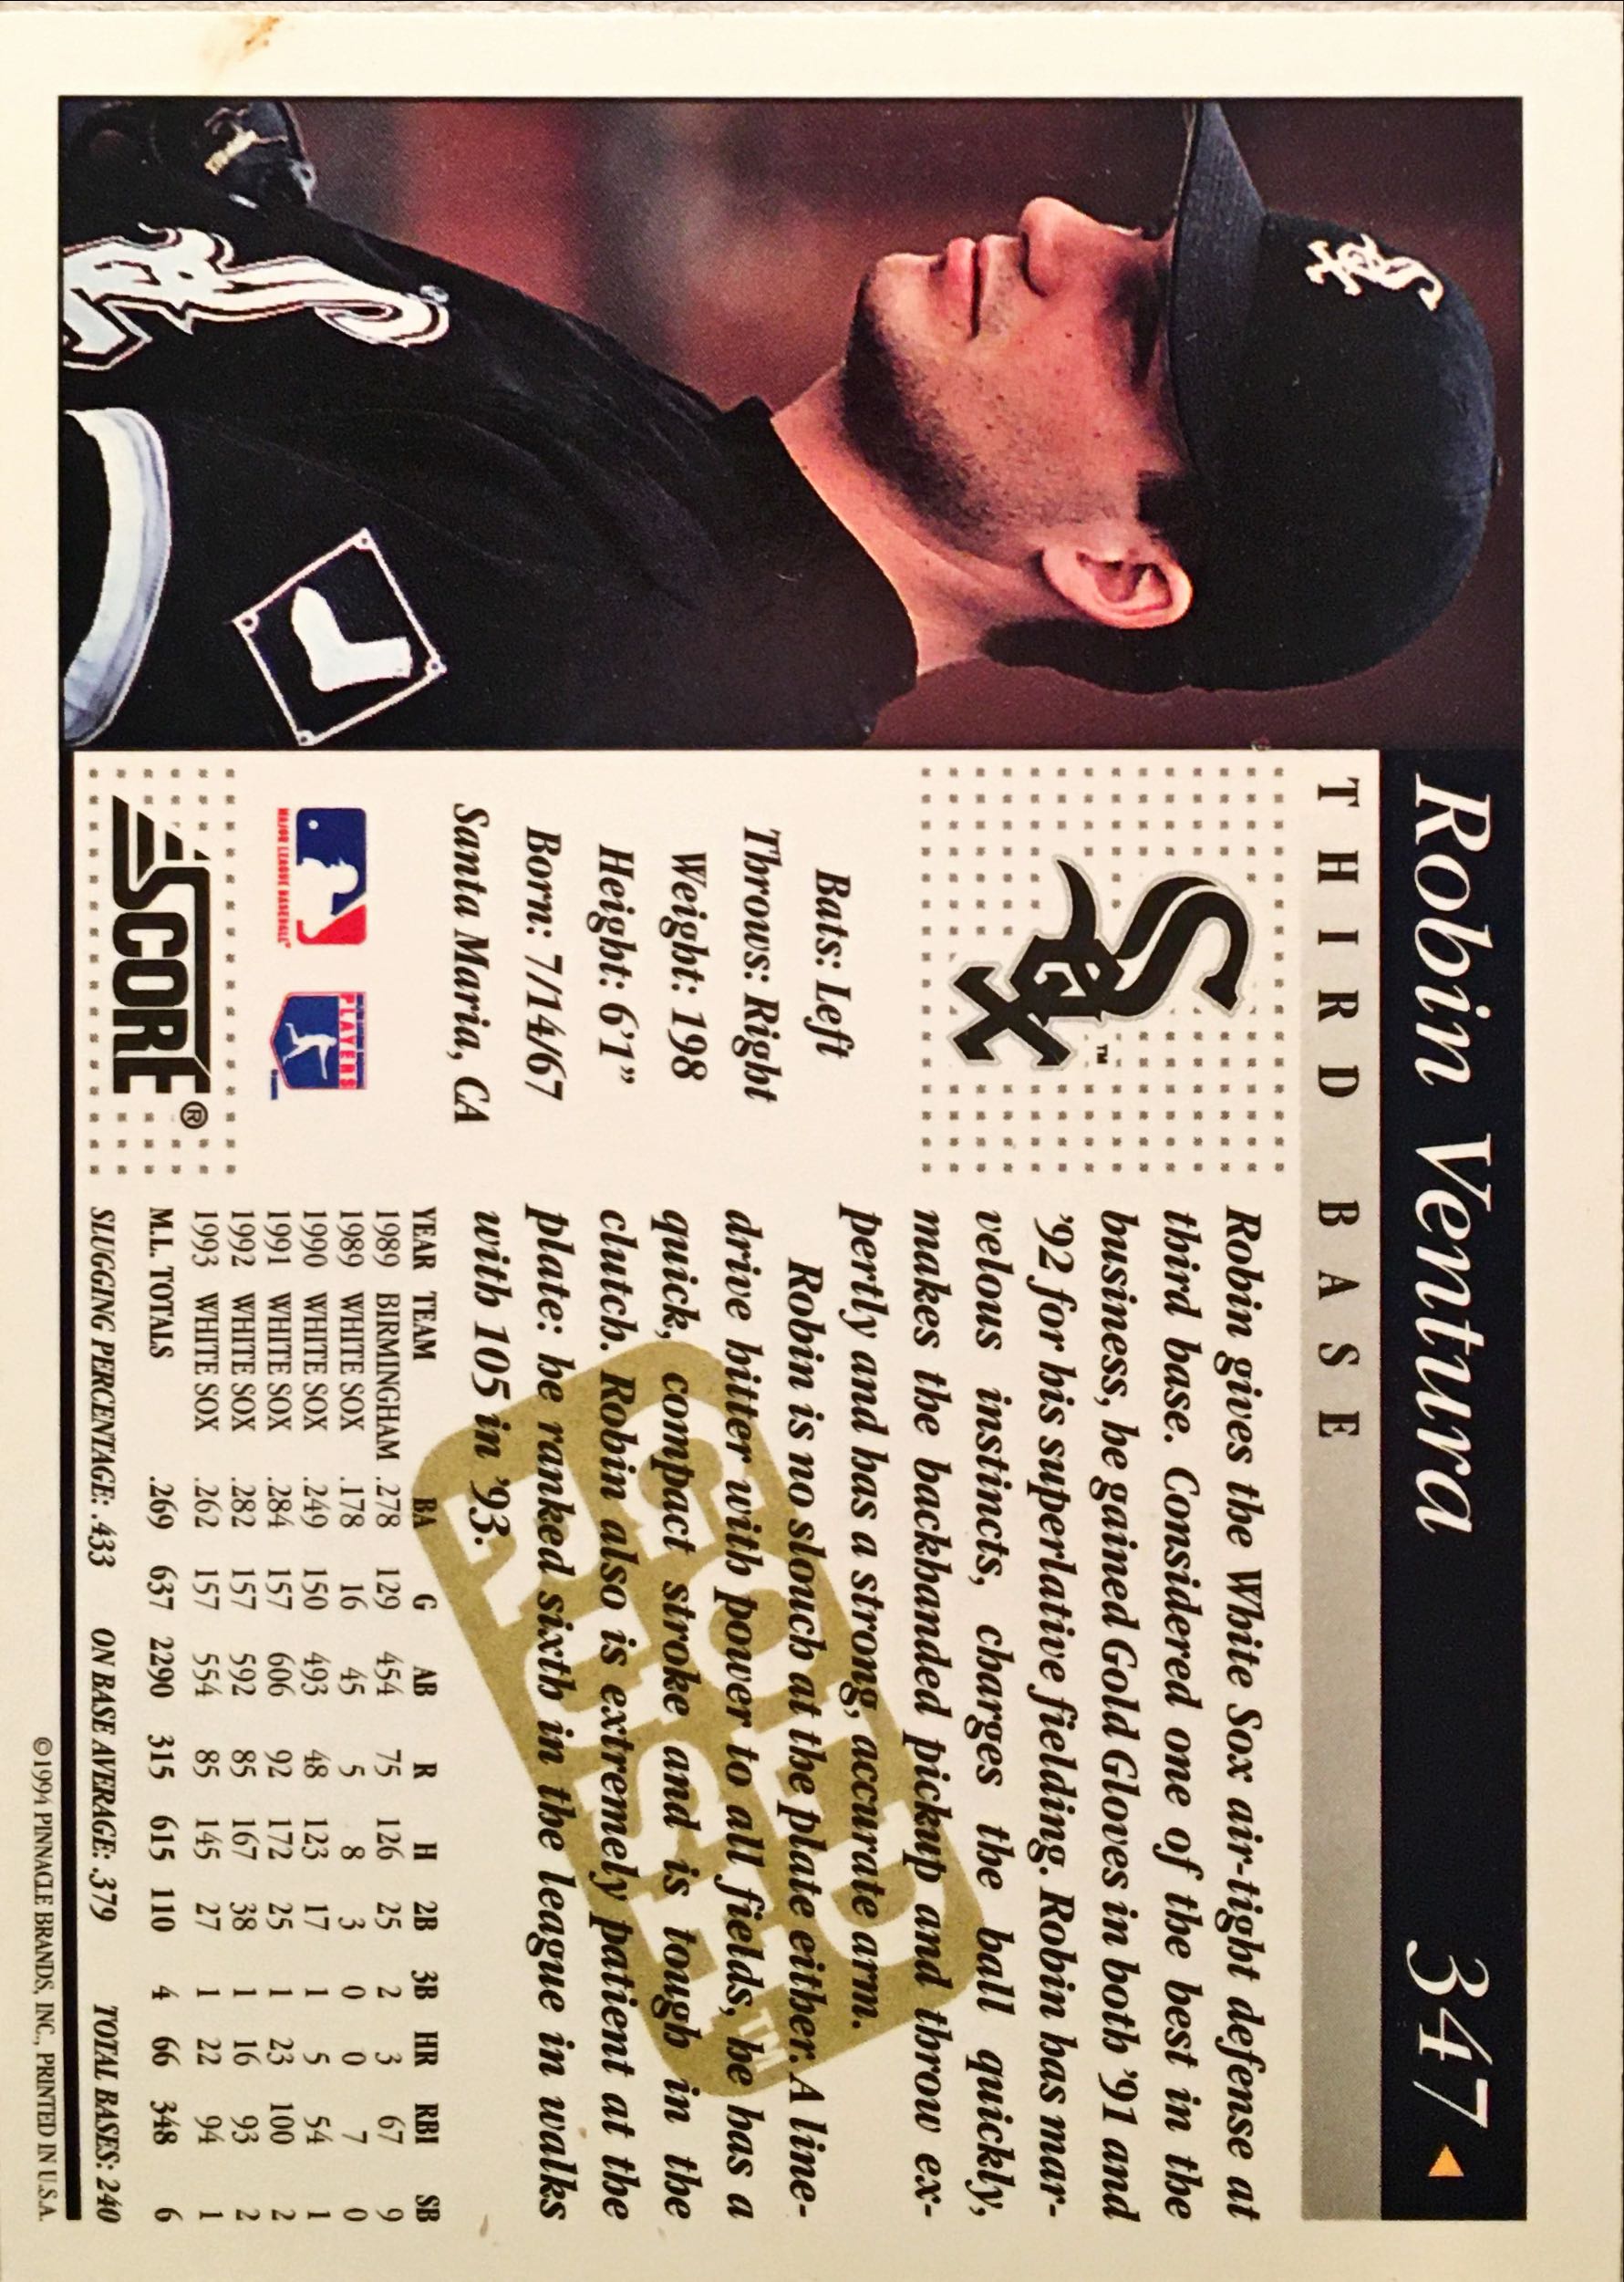 Robin Ventura 347
THIRD BASE
Sox
TM
Bats: Left
Throws: Right
Weight: 198
Height: 6'1"
Born: 7/14/67
Santa Maria, CA
MAJOR LEAGUE BASEBALL
PLAYERS
SCORE®
Robin gives the White Sox air-tight defense at
third base. Considered one of the best in the
business, he gained Gold Gloves in both '91 and
'92 for his superlative fielding. Robin has mar-
velous instincts, charges the ball quickly,
makes the backhanded pickup and throw ex-
pertly and has a strong, accurate arm.
Robin is no slouch at the plate either. A line-
drive hitter with power to all fields, he has a
quick, compact stroke and is tough in the
clutch. Robin also is extremely patient at the
plate: he ranked sixth in the league in walks
with 105 in '93.
GOLD
RUSH
TM
YEAR TEAM BA G AB R H 2B 3B HR RBI SB
1989 BIRMINGHAM .278 129 454 75 126 25 2 3 67 9
1989 WHITE SOX .178 16 45 5 8 3 0 0 7 0
1990 WHITE SOX .249 150 493 48 123 17 1 5 54 1
1991 WHITE SOX .284 157 606 92 172 25 1 23 100 2
1992 WHITE SOX .282 157 592 85 167 38 1 16 93 2
1993 WHITE SOX .262 157 554 85 145 27 1 22 94 1
M.L. TOTALS .269 637 2290 315 615 110 4 66 348 6
SLUGGING PERCENTAGE: .433 ON BASE AVERAGE: .379 TOTAL BASES: 240
©1994 PINNACLE BRANDS, INC., PRINTED IN U.S.A.